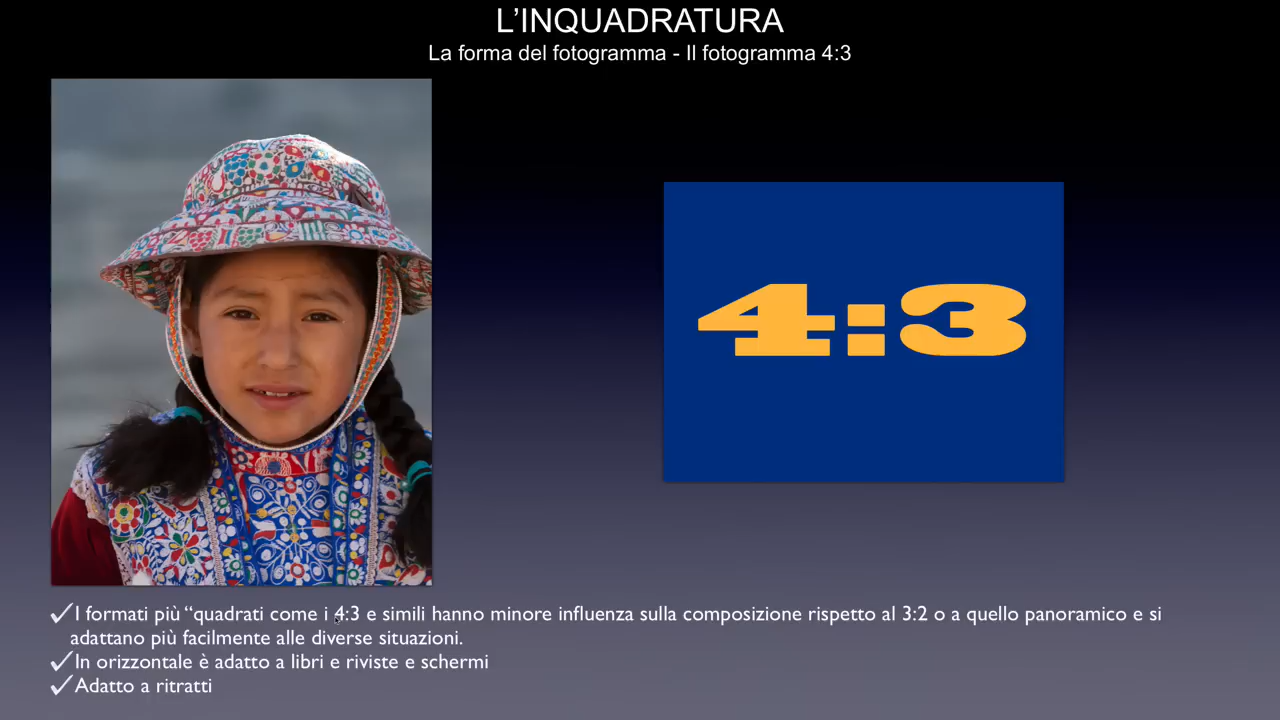 L'INQUADRATURA
La forma del fotogramma - Il fotogramma 4:3
4:3
✓I formati più “quadrati come i 4:3 e simili hanno minore influenza sulla composizione rispetto al 3:2 o a quello panoramico e si
adattano più facilmente alle diverse situazioni.
✓In orizzontale è adatto a libri e riviste e schermi
✓Adatto a ritratti